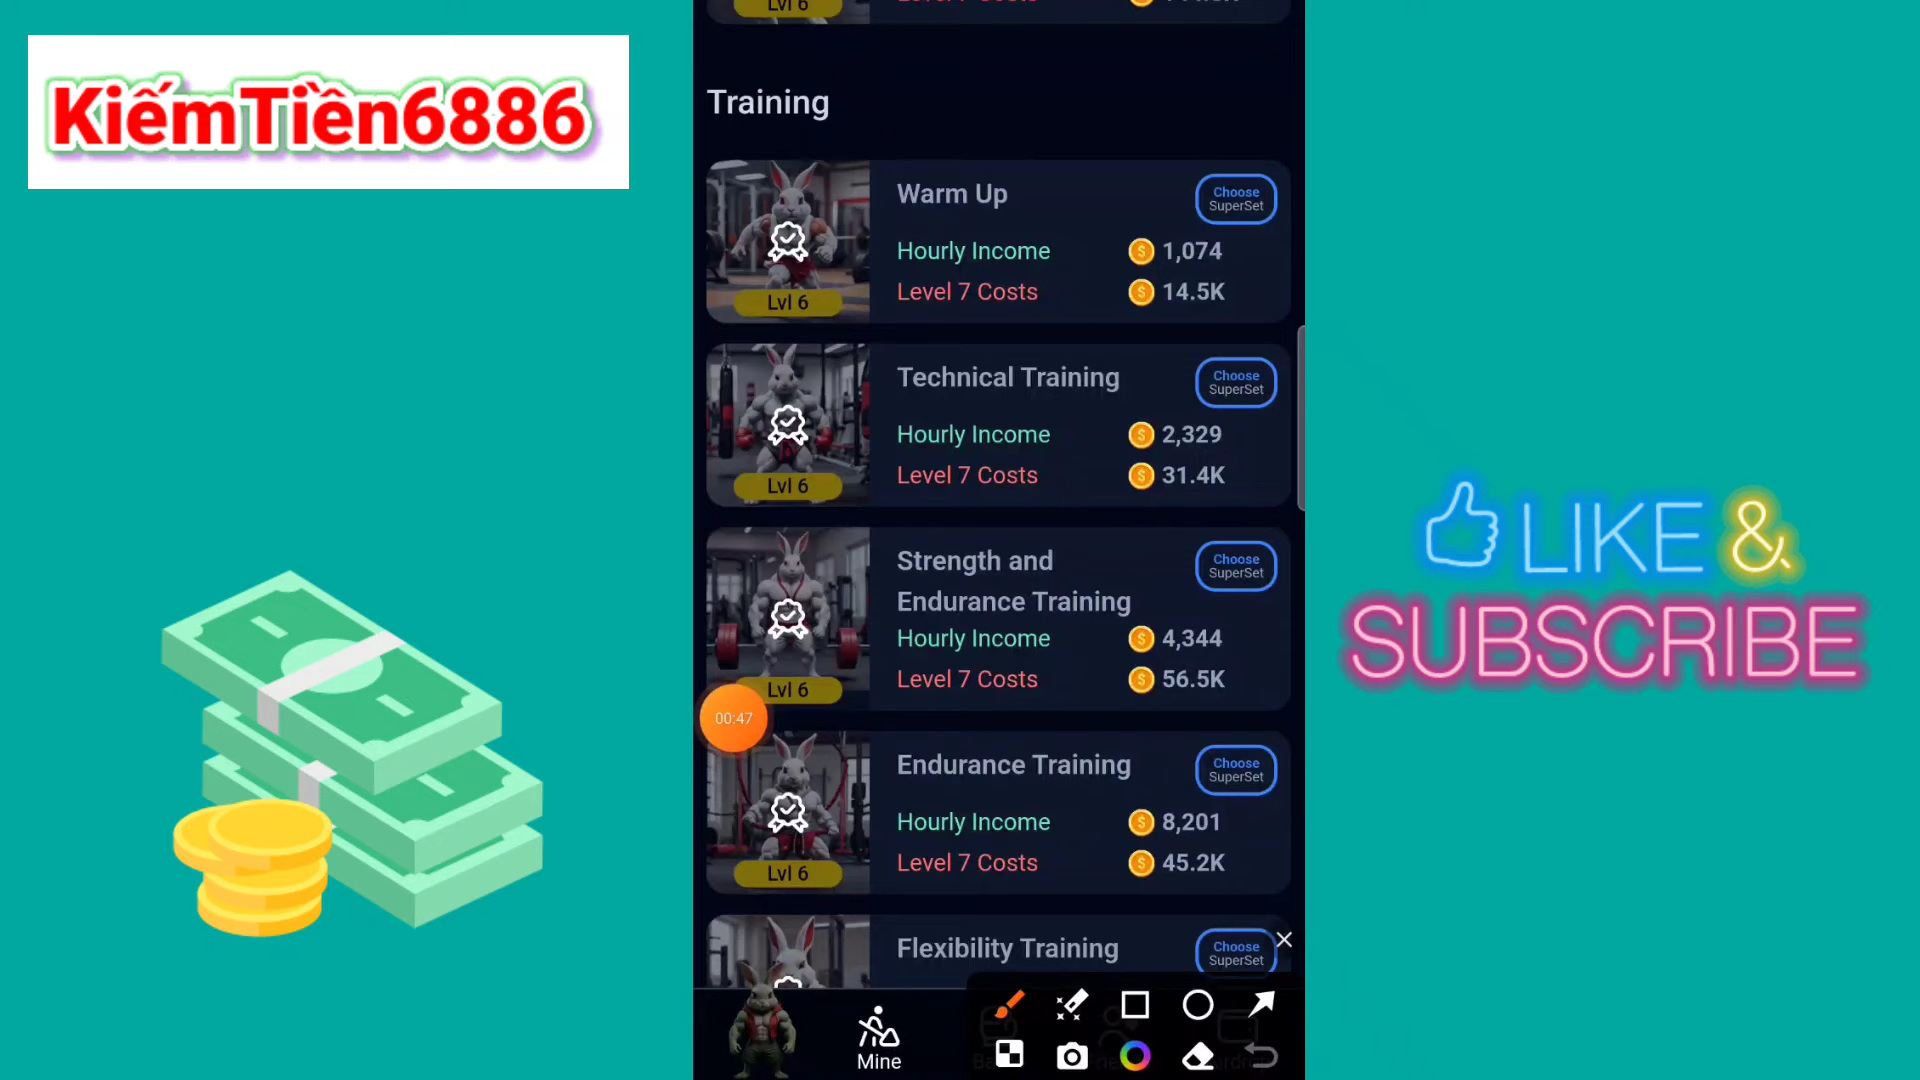 KiếmTiền6886
Lvl 6
Training
Warm Up
Choose
SuperSet
Hourly Income
1,074
Level 7 Costs
14.5K
Lvl 6
Technical Training
Choose
SuperSet
Hourly Income
2,329
Level 7 Costs
31.4K
Lvl 6
Strength and
Endurance Training
Choose
SuperSet
Hourly Income
4,344
Level 7 Costs
56.5K
Lvl 6
00:47
Endurance Training
Choose
SuperSet
Hourly Income
8,201
Level 7 Costs
45.2K
Lvl 6
Flexibility Training
Choose
SuperSet
Mine
LIKE &
SUBSCRIBE